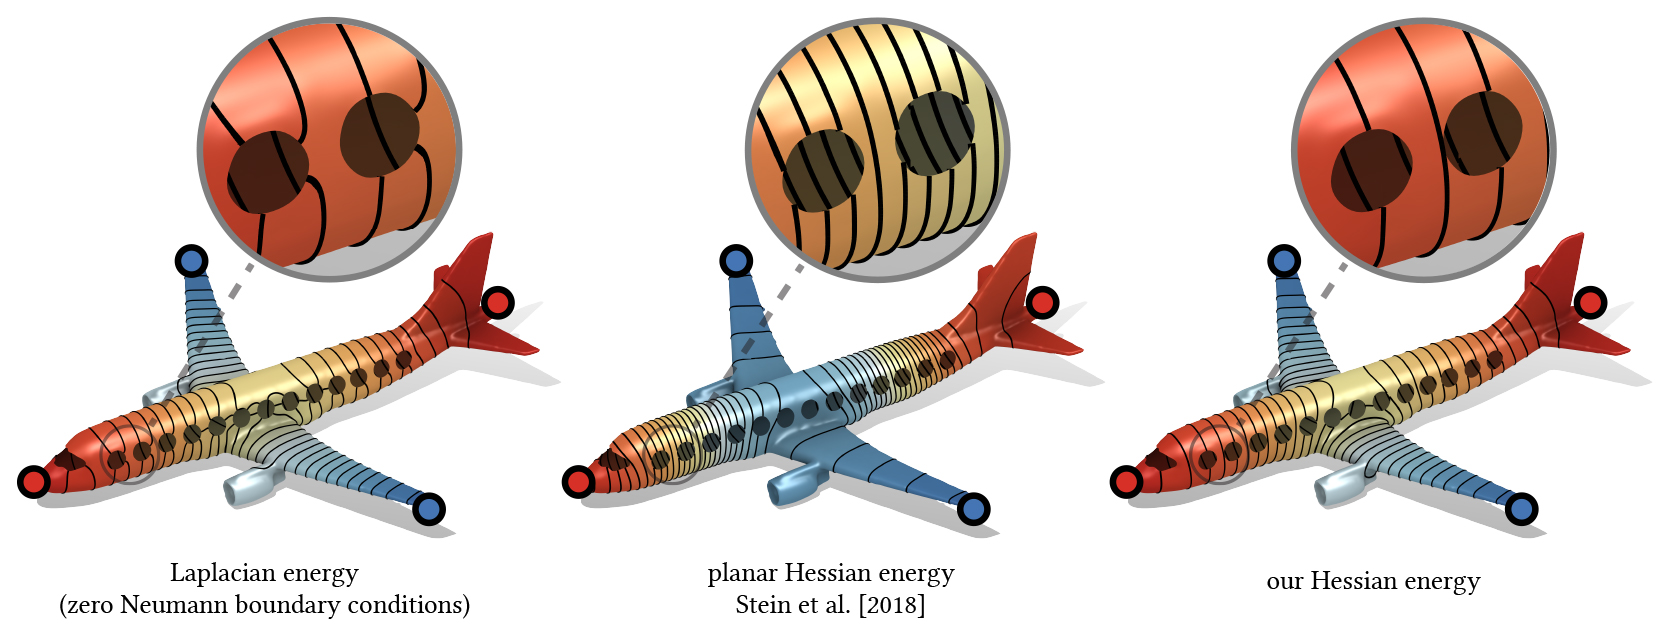 Laplacian energy
(zero Neumann boundary conditions)
planar Hessian energy
Stein et al. [2018]
our Hessian energy